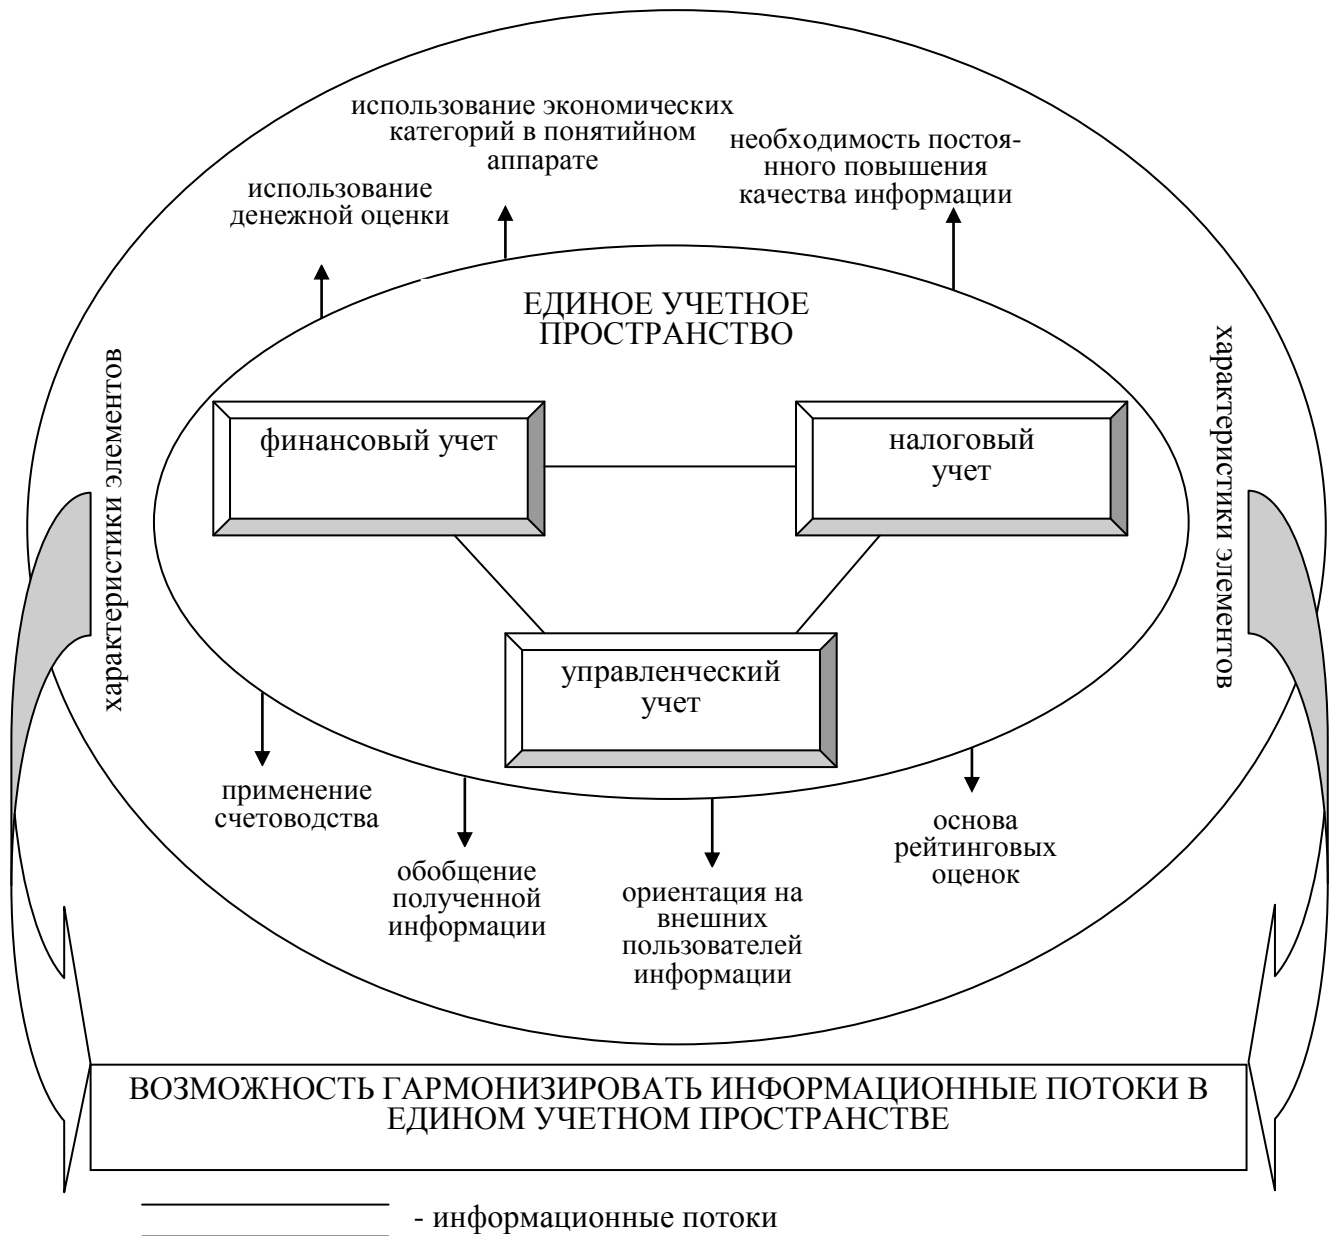 использование экономических
категорий в понятийном
аппарате
необходимость постоя-
нного повышения
качества информации
использование
денежной оценки
ЕДИНОЕ УЧЕТНОЕ
ПРОСТРАНСТВО
характеристики элементов
характеристики элементов
финансовый учет
налоговый
учет
управленческий
учет
применение
счетоводства
обобщение
полученной
информации
ориентация на
внешних
пользователей
информации
основа
рейтинговых
оценок
ВОЗМОЖНОСТЬ ГАРМОНИЗИРОВАТЬ ИНФОРМАЦИОННЫЕ ПОТОКИ В
ЕДИНОМ УЧЕТНОМ ПРОСТРАНСТВЕ
- информационные потоки